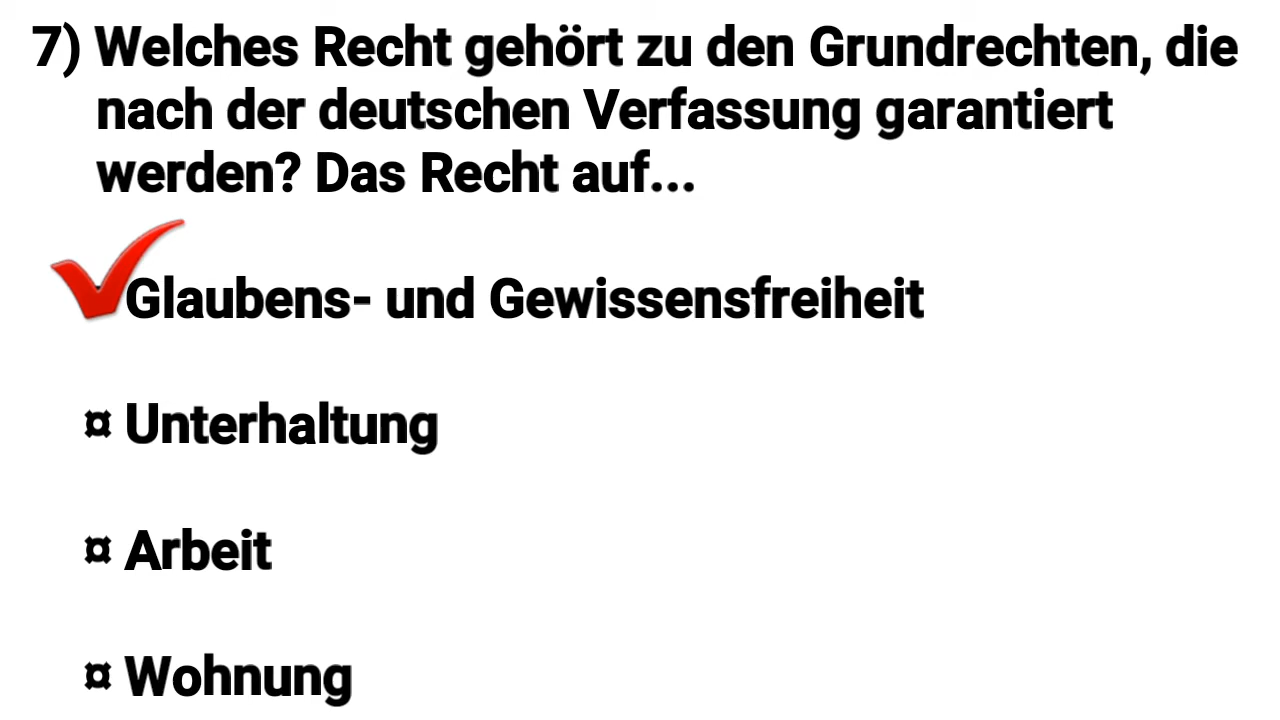 7) Welches Recht gehört zu den Grundrechten, die
nach der deutschen Verfassung garantiert
werden? Das Recht auf...
Glaubens- und Gewissensfreiheit
¤ Unterhaltung
¤ Arbeit
¤ Wohnung